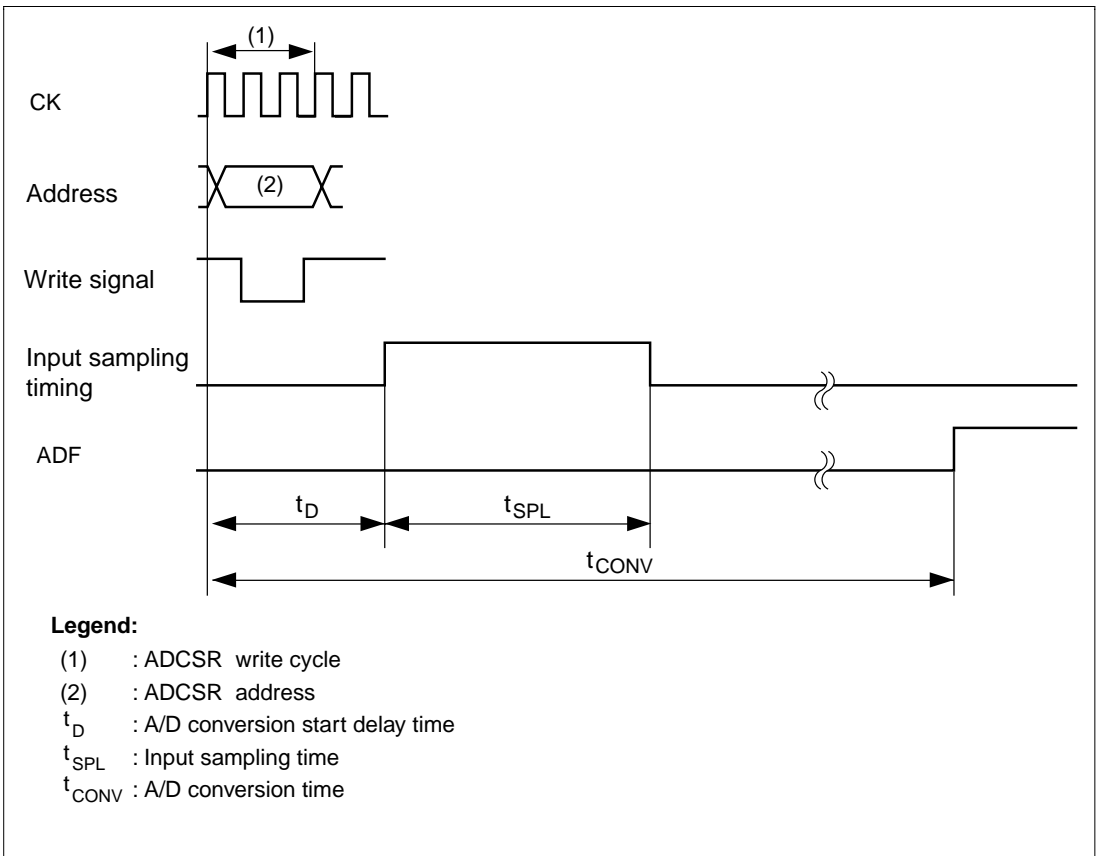 (1)
CK
Address
(2)
Write signal
Input sampling
timing
ADF
tD
tSPL
tCONV
Legend:
(1) : ADCSR write cycle
(2) : ADCSR address
tD : A/D conversion start delay time
tSPL : Input sampling time
tCONV : A/D conversion time